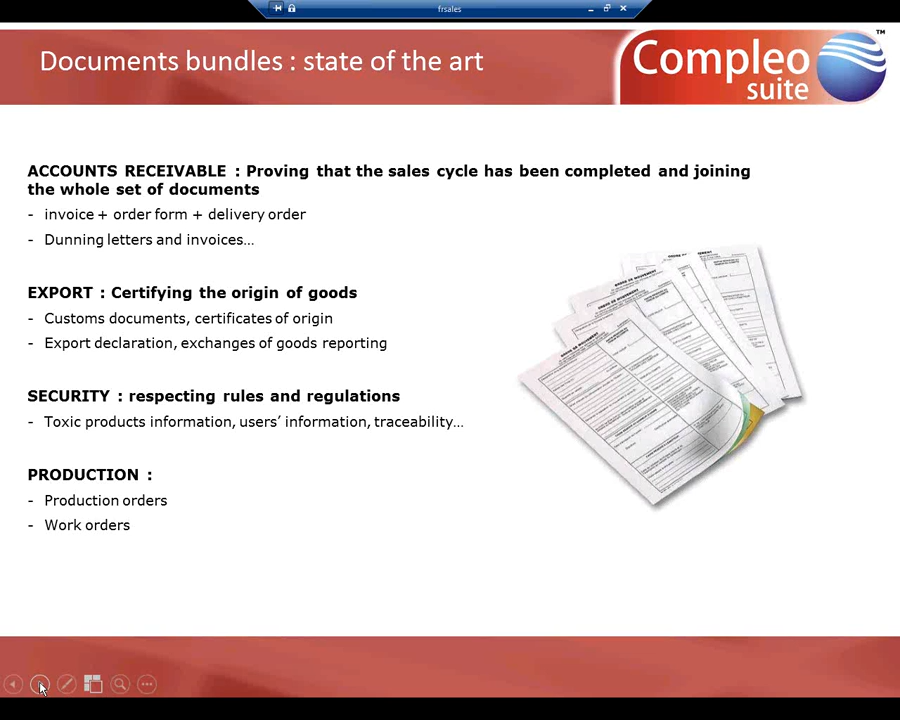 frsales
Documents bundles : state of the art
Compleo
suite
TM
ACCOUNTS RECEIVABLE : Proving that the sales cycle has been completed and joining
the whole set of documents
- invoice + order form + delivery order
- Dunning letters and invoices…
EXPORT : Certifying the origin of goods
- Customs documents, certificates of origin
- Export declaration, exchanges of goods reporting
SECURITY : respecting rules and regulations
- Toxic products information, users’ information, traceability…
PRODUCTION :
- Production orders
- Work orders